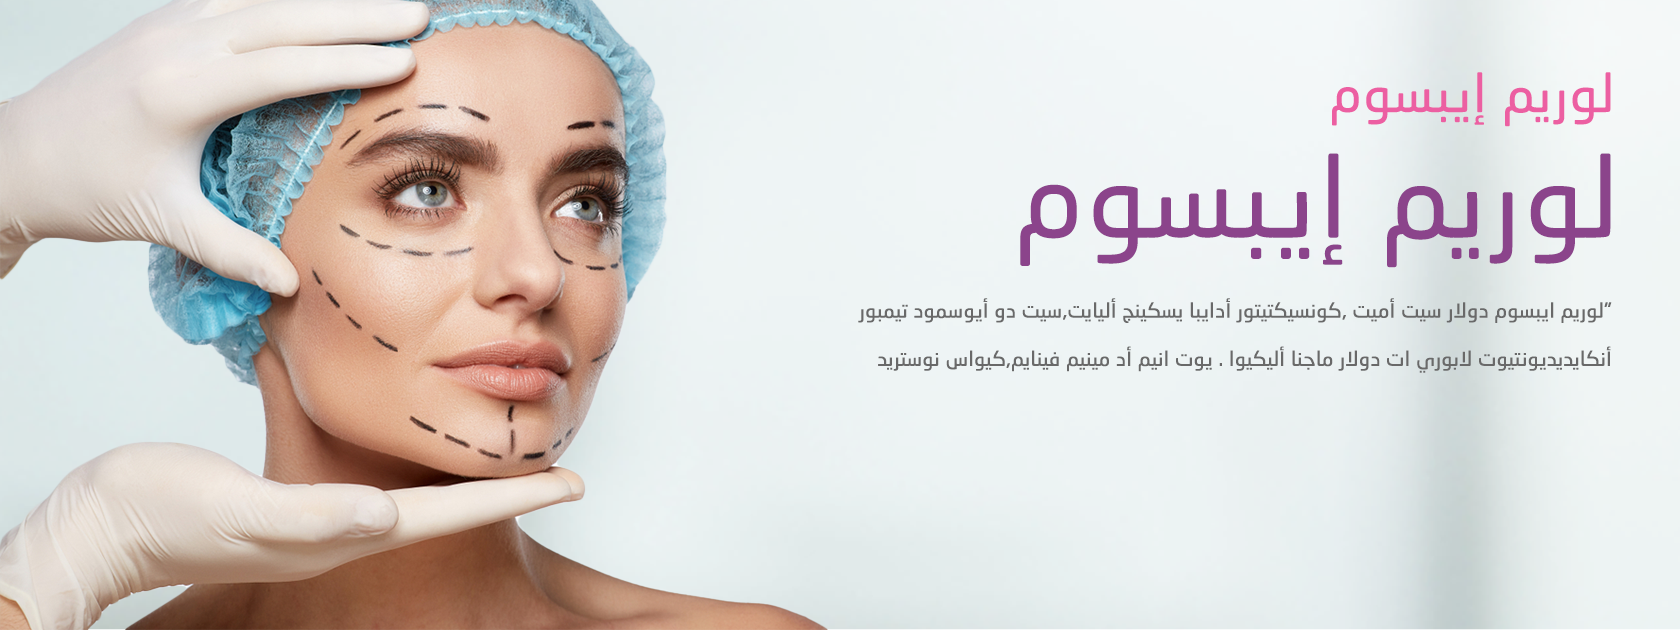 لوريم إيبسوم
لوريم إيبسوم
"لوريم ايبسوم دولار سيت أميت ,كونسيكتيتور أدايبا يسكينج أليايت,سيت دو أيوسمود تيمبور
أنكايديديونتيوت لابوري ات دولار ماجنا أليكيوا . يوت انيم أد مينيم فينايم,كيواس نوستريد